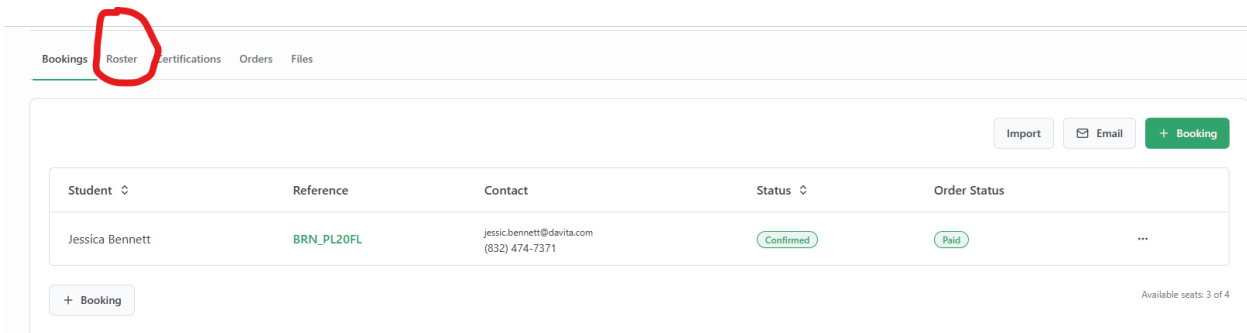 Bookings Roster Certifications Orders Files
Import Email + Booking
Student Reference Contact Status Order Status
Jessica Bennett BRN_PL20FL jessic.bennett@davita.com Confirmed Paid ...
(832) 474-7371
+ Booking
Available seats: 3 of 4